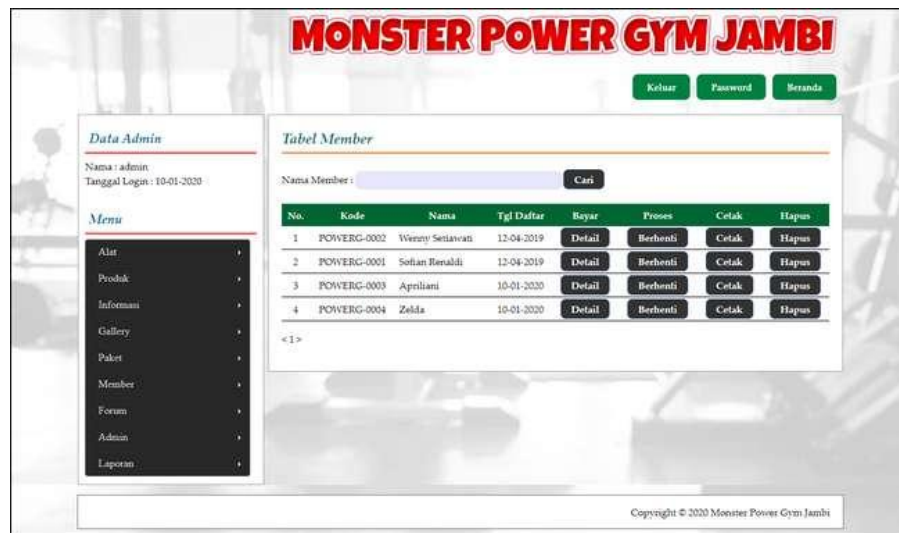 MONSTER POWER GYM JAMBI
Keluar Password Beranda
Data Admin
Nama : admin
Tanggal Login : 10-01-2020
Menu
Alat
Produk
Informasi
Gallery
Paket
Member
Forum
Admin
Laporan
Tabel Member
Nama Member : Cari
No. Kode Nama Tgl Daftar Bayar Proses Cetak Hapus
1 POWERG-0002 Wenny Setiawati 12-04-2019 Detail Berhenti Cetak Hapus
2 POWERG-0001 Sofian Renaldi 12-04-2019 Detail Berhenti Cetak Hapus
3 POWERG-0003 Apriliani 10-01-2020 Detail Berhenti Cetak Hapus
4 POWERG-0004 Zelda 10-01-2020 Detail Berhenti Cetak Hapus
< 1 >
Copyright © 2020 Monster Power Gym Jambi